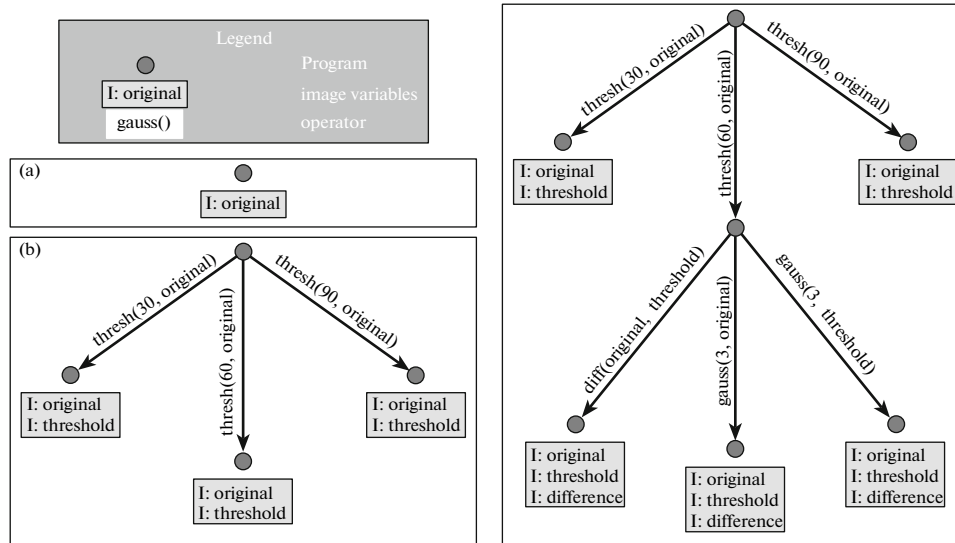 Legend
Program
I: original
image variables
gauss()
operator
(a)
I: original
(b)
thresh(30, original)
thresh(60, original)
thresh(90, original)
I: original
I: threshold
I: original
I: threshold
I: original
I: threshold
thresh(30, original)
thresh(60, original)
thresh(90, original)
I: original
I: threshold
I: original
I: threshold
diff(original, threshold)
gauss(3, original)
gauss(3, threshold)
I: original
I: threshold
I: difference
I: original
I: threshold
I: difference
I: original
I: threshold
I: difference